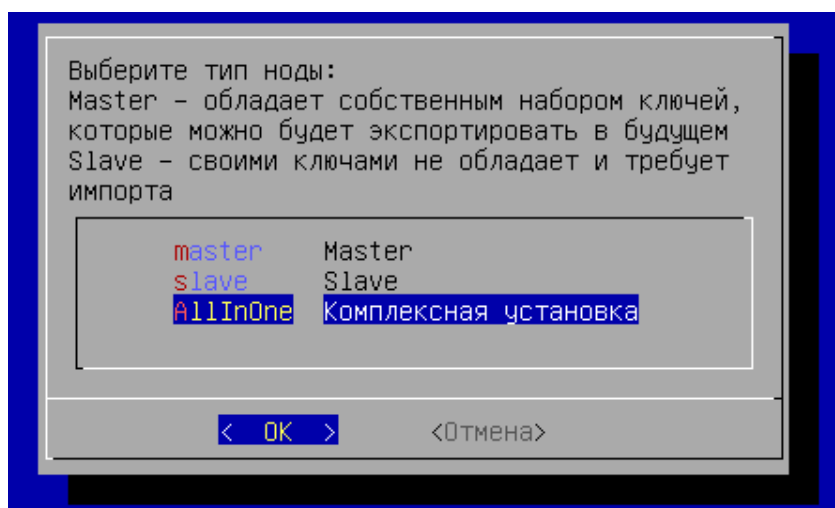 Выберите тип ноды:
Master – обладает собственным набором ключей,
которые можно будет экспортировать в будущем
Slave – своими ключами не обладает и требует
импорта
master Master
slave Slave
AllInOne Комплексная установка
< OK > <Отмена>